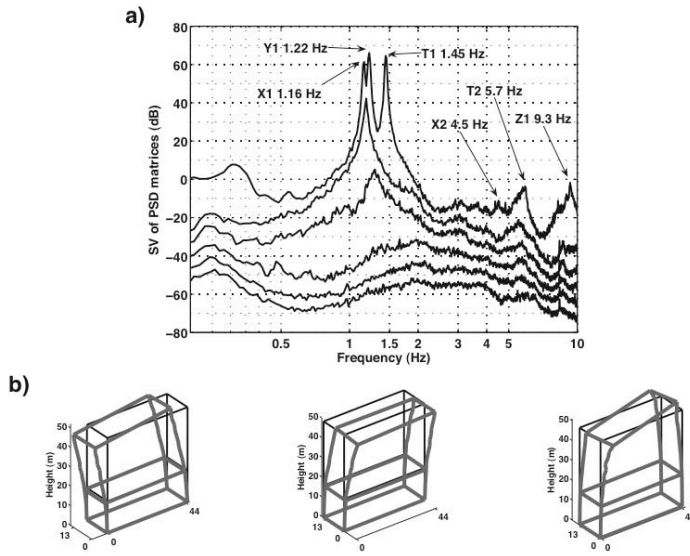 a)
Y1 1.22 Hz
T1 1.45 Hz
X1 1.16 Hz
T2 5.7 Hz
X2 4.5 Hz
Z1 9.3 Hz
SV of PSD matrices (dB)
80
60
40
20
0
−20
−40
−60
−80
0.5 1 1.5 2 3 4 5 10
Frequency (Hz)
b)
Height (m)
50
40
30
20
10
0
13
0
0
44
Height (m)
50
40
30
20
10
0
13
0
0
44
Height (m)
50
40
30
20
10
0
13
0
0
4